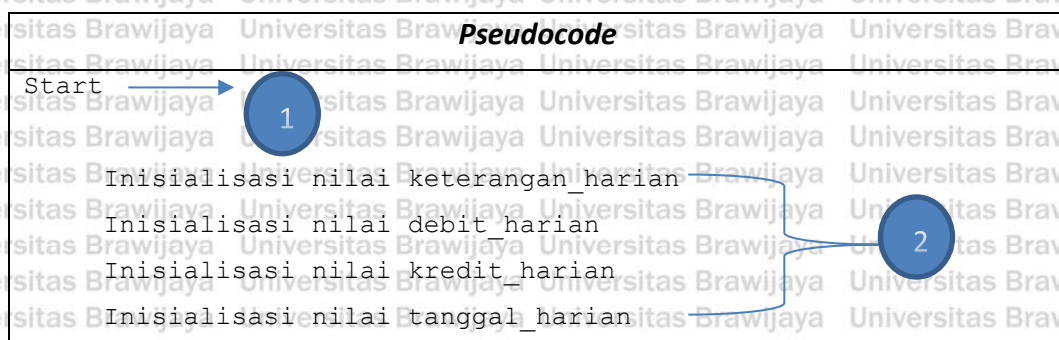 Pseudocode
Start
1
Inisialisasi nilai keterangan_harian
Inisialisasi nilai debit_harian
2
Inisialisasi nilai kredit_harian
Inisialisasi nilai tanggal_harian